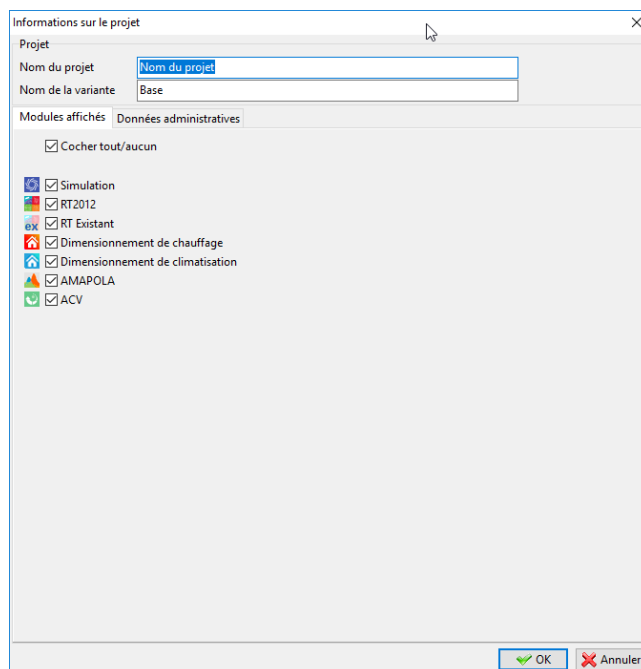 Informations sur le projet
Projet
Nom du projet Nom du projet
Nom de la variante Base
Modules affichés Données administratives
Cocher tout/aucun
Simulation
RT2012
ex RT Existant
Dimensionnement de chauffage
Dimensionnement de climatisation
AMAPOLA
ACV
OK Annuler